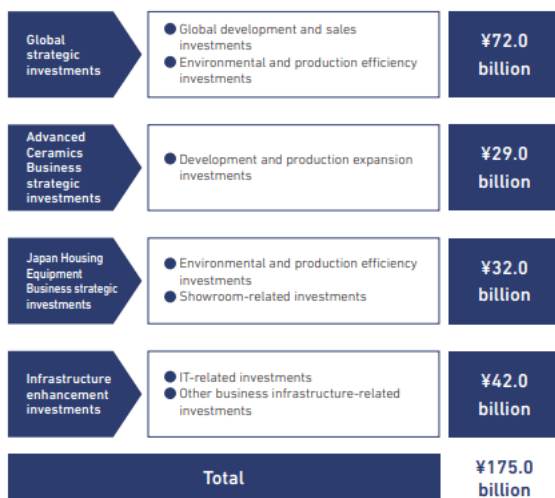 Global
strategic
investments
● Global development and sales
investments
● Environmental and production efficiency
investments
¥72.0
billion
Advanced
Ceramics
Business
strategic
investments
● Development and production expansion
investments
¥29.0
billion
Japan Housing
Equipment
Business strategic
investments
● Environmental and production efficiency
investments
● Showroom-related investments
¥32.0
billion
Infrastructure
enhancement
investments
● IT-related investments
● Other business infrastructure-related
investments
¥42.0
billion
Total
¥175.0
billion